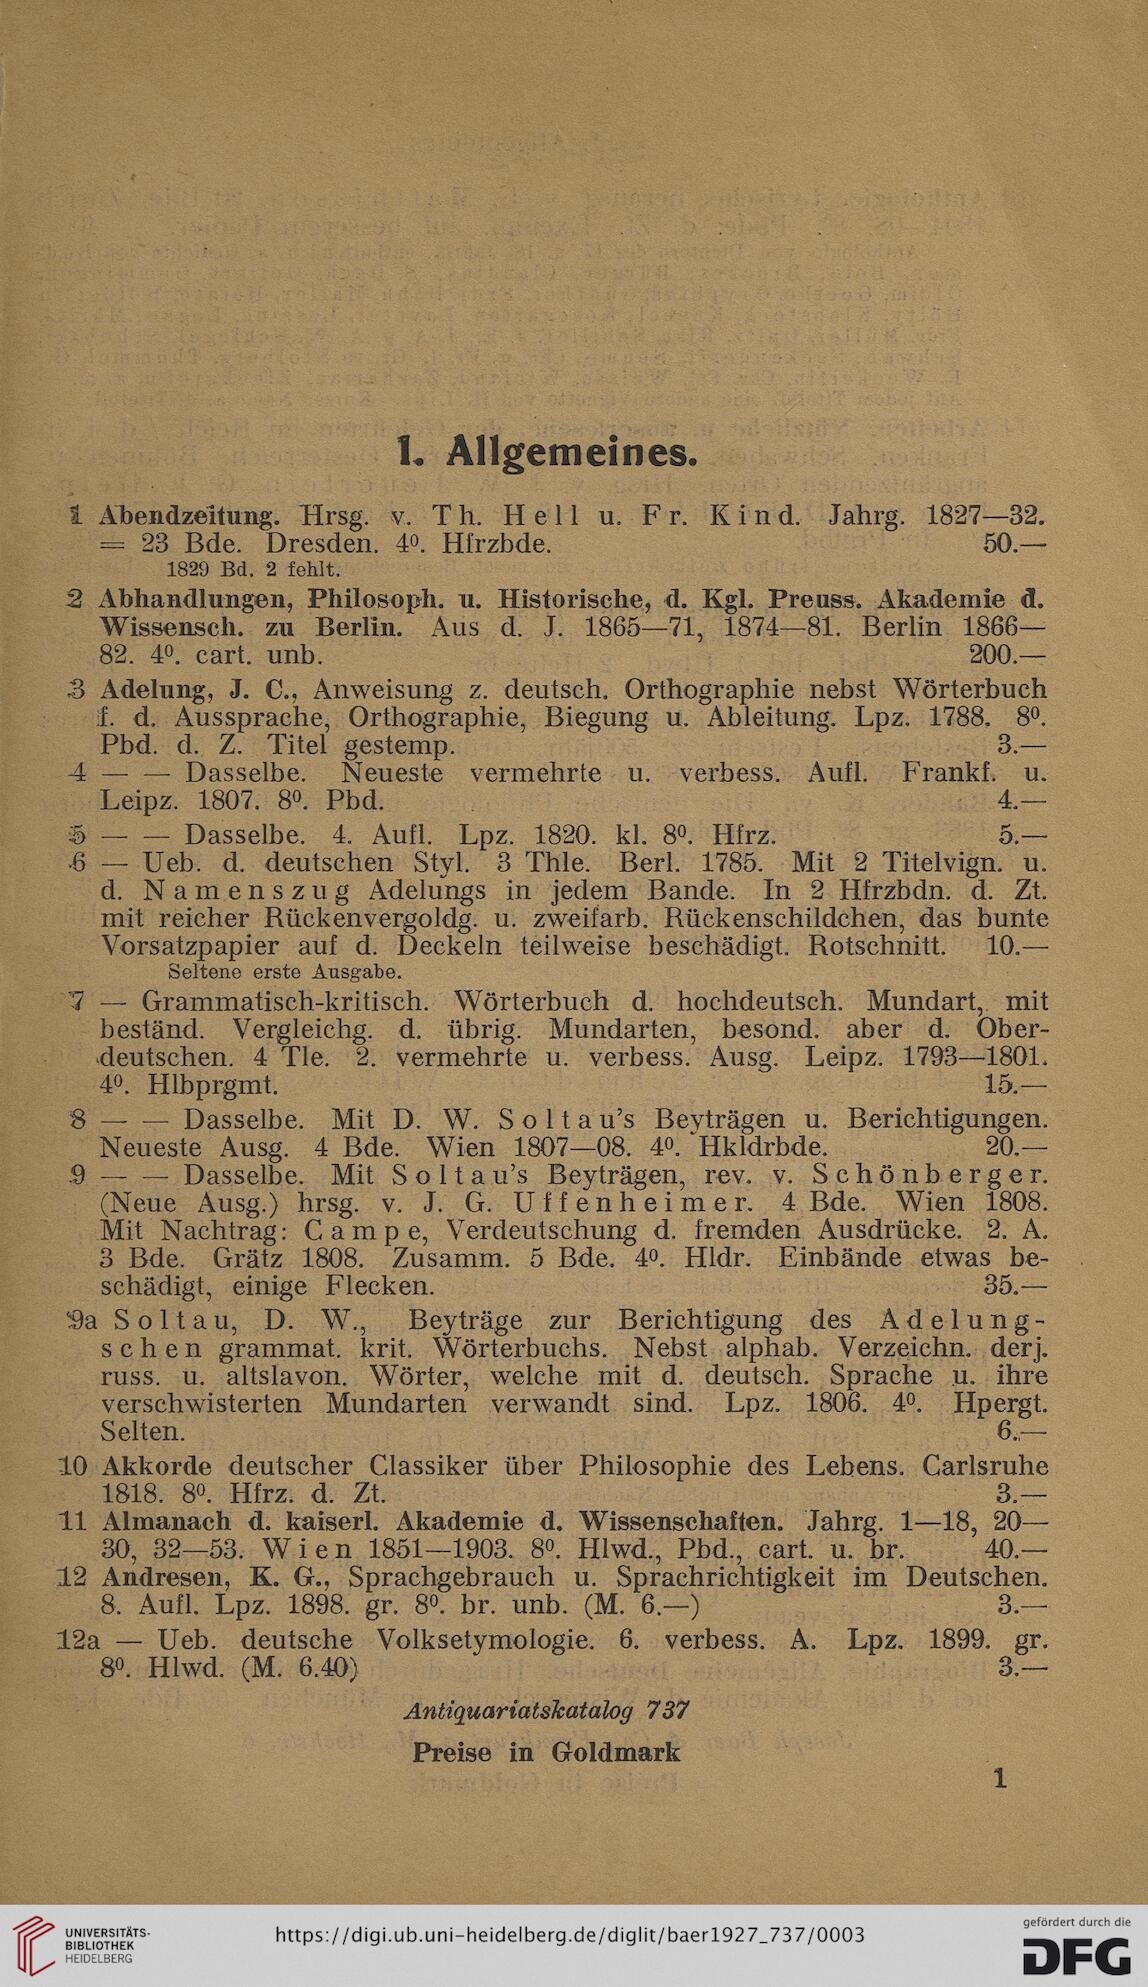 1. Allgemeines.
1 Abendzeitung. Hrsg. v. Th. Hell u. Fr. Kind. Jahrg. 1827—32.
= 23 Bde. Dresden. 4⁰. Hfrzbde. 50.—
1829 Bd. 2 fehlt.
2 Abhandlungen, Philosoph. u. Historische, d. Kgl. Preuss. Akademie d.
Wissensch. zu Berlin. Aus d. J. 1865—71, 1874—81. Berlin 1866—
82. 4⁰. cart. unb. 200.—
3 Adelung, J. C., Anweisung z. deutsch. Orthographie nebst Wörterbuch
f. d. Aussprache, Orthographie, Biegung u. Ableitung. Lpz. 1788. 8⁰.
Pbd. d. Z. Titel gestemp. 3.—
4 — — Dasselbe. Neueste vermehrte u. verbess. Aufl. Frankf. u.
Leipz. 1807. 8⁰. Pbd. 4.—
5 — — Dasselbe. 4. Aufl. Lpz. 1820. kl. 8⁰. Hfrz. 5.—
6 — Ueb. d. deutschen Styl. 3 Thle. Berl. 1785. Mit 2 Titelvign. u.
d. Namenszug Adelungs in jedem Bande. In 2 Hfrzbdn. d. Zt.
mit reicher Rückenvergoldg. u. zweifarb. Rückenschildchen, das bunte
Vorsatzpapier auf d. Deckeln teilweise beschädigt. Rotschnitt. 10.—
Seltene erste Ausgabe.
7 — Grammatisch-kritisch. Wörterbuch d. hochdeutsch. Mundart, mit
beständ. Vergleichg. d. übrig. Mundarten, besond. aber d. Ober-
deutschen. 4 Tle. 2. vermehrte u. verbess. Ausg. Leipz. 1793—1801.
4⁰. Hlbprgmt. 15.—
8 — — Dasselbe. Mit D. W. Soltau's Beyträgen u. Berichtigungen.
Neueste Ausg. 4 Bde. Wien 1807—08. 4⁰. Hkldrbde. 20.—
9 — — Dasselbe. Mit Soltau's Beyträgen, rev. v. Schönberger.
(Neue Ausg.) hrsg. v. J. G. Uffenheimer. 4 Bde. Wien 1808.
Mit Nachtrag: Campe, Verdeutschung d. fremden Ausdrücke. 2. A.
3 Bde. Grätz 1808. Zusamm. 5 Bde. 4⁰. Hldr. Einbände etwas be-
schädigt, einige Flecken. 35.—
9a Soltau, D. W., Beyträge zur Berichtigung des Adelung-
schen grammat. krit. Wörterbuchs. Nebst alphab. Verzeichn. derj.
russ. u. altslavon. Wörter, welche mit d. deutsch. Sprache u. ihre
verschwisterten Mundarten verwandt sind. Lpz. 1806. 4⁰. Hpergt.
Selten. 6.—
10 Akkorde deutscher Classiker über Philosophie des Lebens. Carlsruhe
1818. 8⁰. Hfrz. d. Zt. 3.—
11 Almanach d. kaiserl. Akademie d. Wissenschaften. Jahrg. 1—18, 20—
30, 32—53. Wien 1851—1903. 8⁰. Hlwd., Pbd., cart. u. br. 40.—
12 Andresen, K. G., Sprachgebrauch u. Sprachrichtigkeit im Deutschen.
8. Aufl. Lpz. 1898. gr. 8⁰. br. unb. (M. 6.—) 3.—
12a — Ueb. deutsche Volksetymologie. 6. verbess. A. Lpz. 1899. gr.
8⁰. Hlwd. (M. 6.40) 3.—
Antiquariatskatalog 737
Preise in Goldmark
1
UNIVERSITÄTS-
BIBLIOTHEK
HEIDELBERG
https://digi.ub.uni-heidelberg.de/diglit/baer1927_737/0003
gefördert durch die
DFG